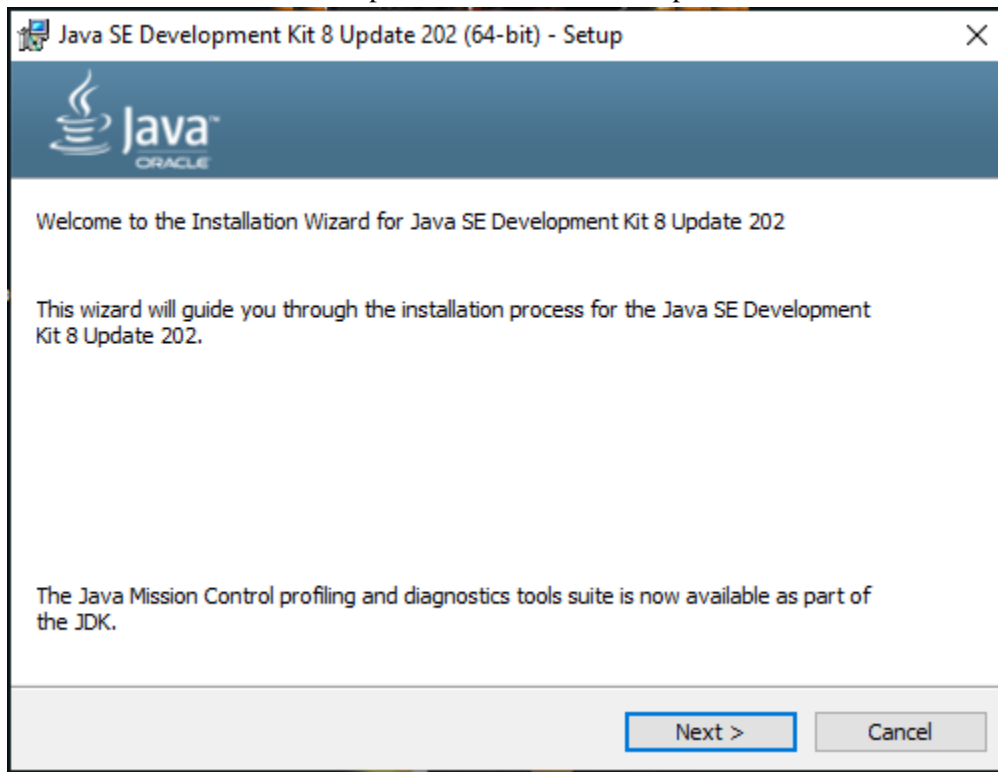 Java SE Development Kit 8 Update 202 (64-bit) - Setup
Java™
ORACLE
Welcome to the Installation Wizard for Java SE Development Kit 8 Update 202
This wizard will guide you through the installation process for the Java SE Development
Kit 8 Update 202.
The Java Mission Control profiling and diagnostics tools suite is now available as part of
the JDK.
Next >
Cancel